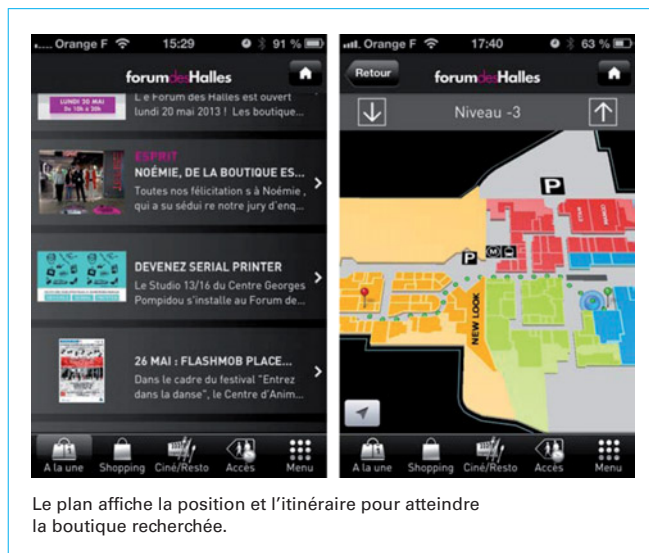 ..... Orange F 15:29 91 %
forumdesHalles
LUNDI 20 MAI
De 10h à 20h
L e Forum des Halles est ouvert
lundi 20 mai 2013 ! Les boutique...
ESPRIT
NOÉMIE, DE LA BOUTIQUE ES...
Toutes nos félicitation s à Noémie ,
qui a su sédui re notre jury d'enq...
DEVENEZ SERIAL PRINTER
Le Studio 13/16 du Centre Georges
Pompidou s'installe au Forum de...
26 MAI : FLASHMOB PLACE...
Dans le cadre du festival "Entrez
dans la danse", le Centre d'Anim...
A la une Shopping Ciné/Resto Accès Menu
Orange F 17:40 63 %
Retour forumdesHalles
Niveau -3
P
P M
NEW LOOK
A la une Shopping Ciné/Resto Accès Menu
Le plan affiche la position et l'itinéraire pour atteindre
la boutique recherchée.